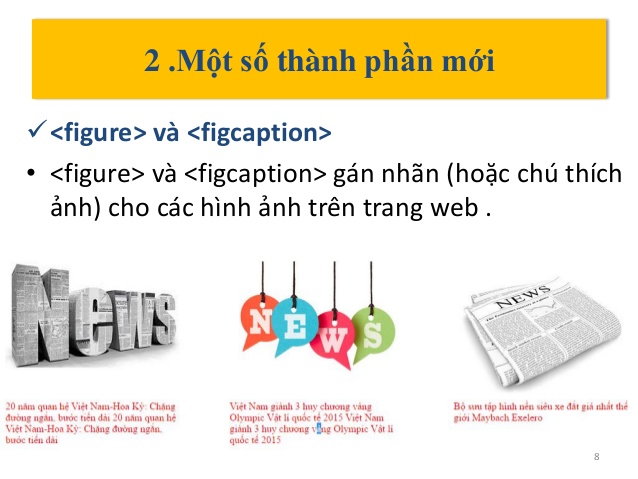 2 .Một số thành phần mới
<figure> và <figcaption>
• <figure> và <figcaption> gán nhãn (hoặc chú thích
ảnh) cho các hình ảnh trên trang web .
News
NEWS
NEWS
20 năm quan hệ Việt Nam-Hoa Kỳ: Chặng
đường ngắn, bước tiến dài 20 năm quan hệ
Việt Nam-Hoa Kỳ: Chặng đường ngắn,
bước tiến dài
Việt Nam giành 3 huy chương vàng
Olympic Vật lí quốc tế 2015 Việt Nam
giành 3 huy chương vàng Olympic Vật lí
quốc tế 2015
Bộ sưu tập hình nền siêu xe đắt giá nhất thế
giới Maybach Exelero
8